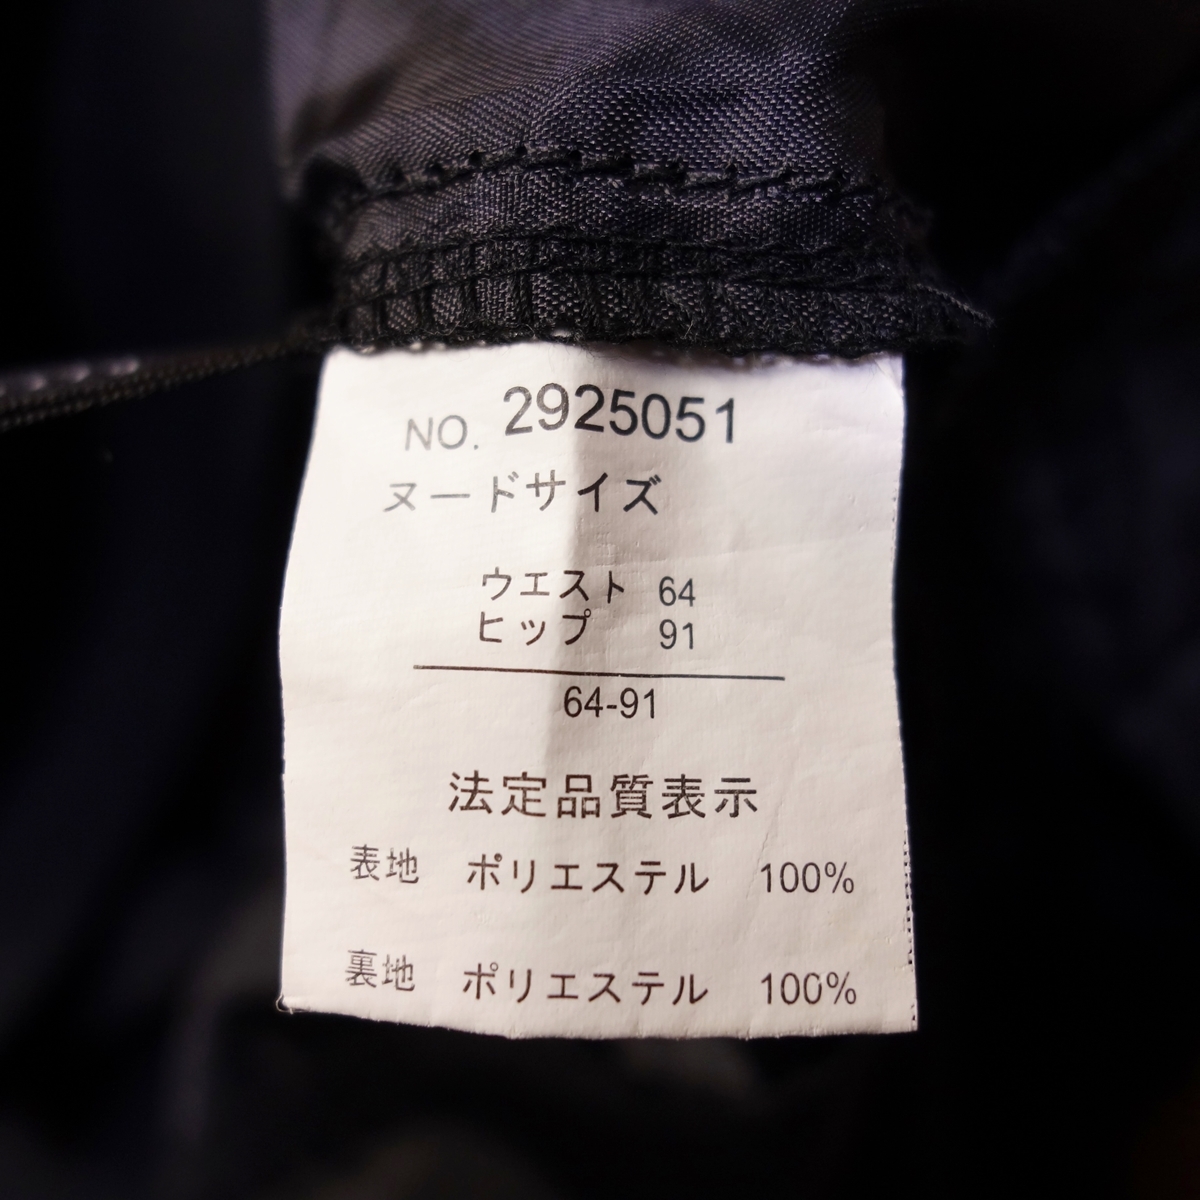 NO. 2925051
ヌードサイズ
ウエスト 64
ヒップ 91
64-91
法定品質表示
表地 ポリエステル 100%
裏地 ポリエステル 100%